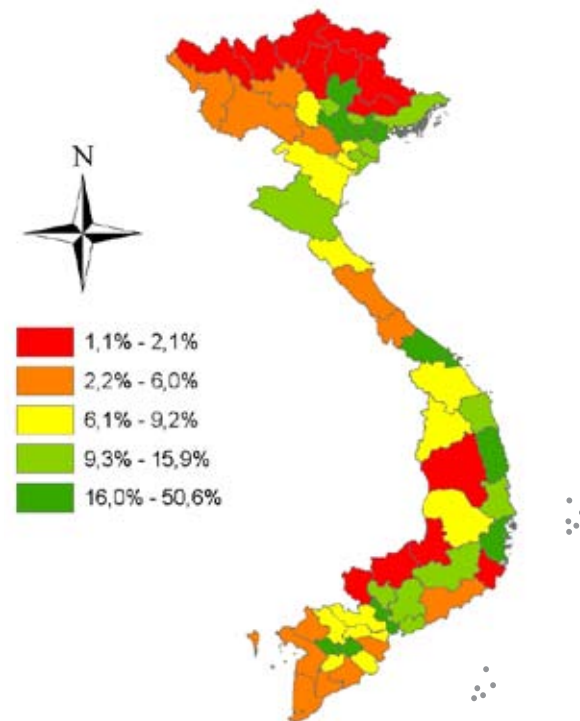 N
1,1% - 2,1%
2,2% - 6,0%
6,1% - 9,2%
9,3% - 15,9%
16,0% - 50,6%